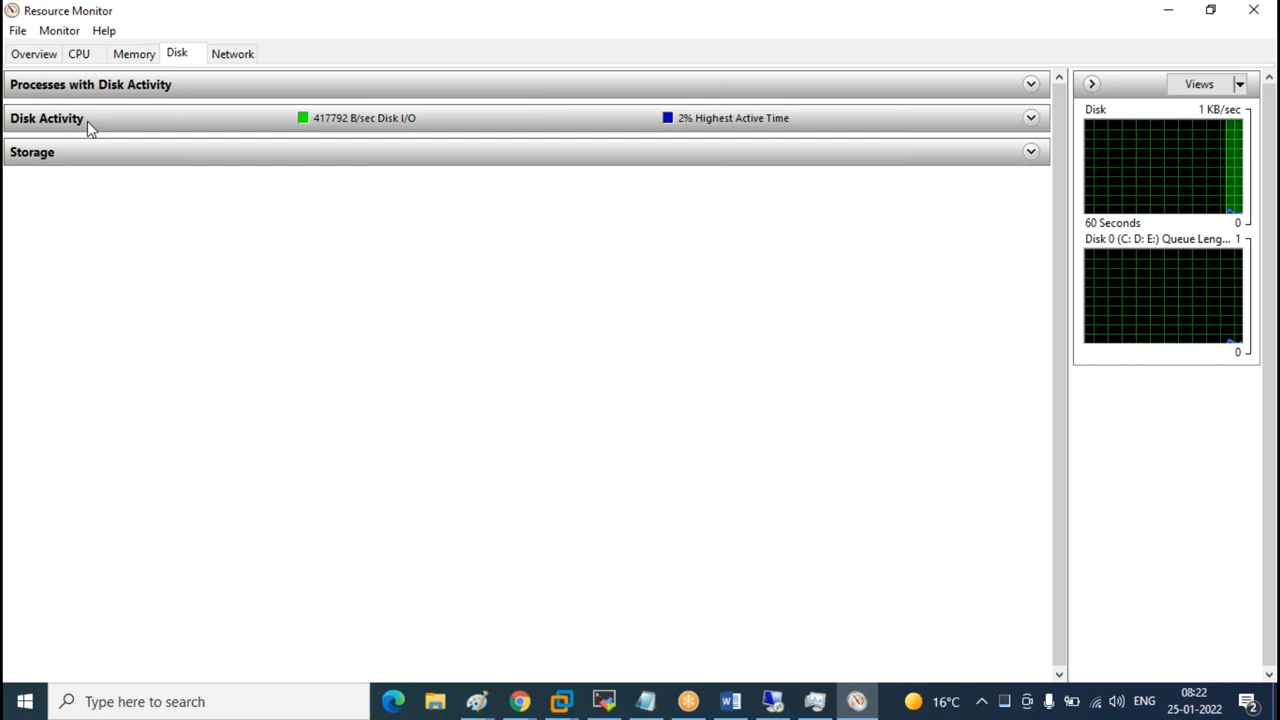 Resource Monitor
File Monitor Help
Overview CPU Memory Disk Network
Processes with Disk Activity
Disk Activity 417792 B/sec Disk I/O 2% Highest Active Time
Storage
Views
Disk 1 KB/sec
60 Seconds 0
Disk 0 (C: D: E:) Queue Leng... 1
0
Type here to search
16°C
ENG
08:22
25-01-2022
2